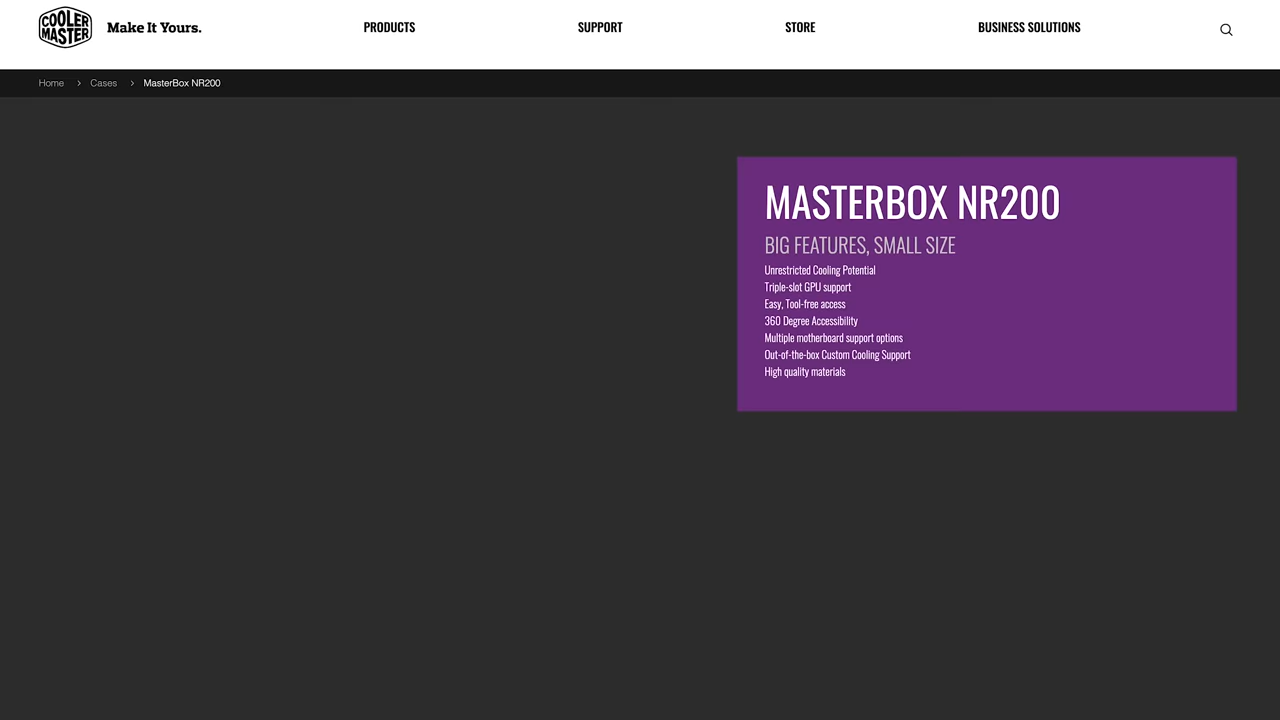 COOLER
MASTER
Make It Yours.
PRODUCTS
SUPPORT
STORE
BUSINESS SOLUTIONS
Home > Cases > MasterBox NR200
MASTERBOX NR200
BIG FEATURES, SMALL SIZE
Unrestricted Cooling Potential
Triple-slot GPU support
Easy, Tool-free access
360 Degree Accessibility
Multiple motherboard support options
Out-of-the-box Custom Cooling Support
High quality materials